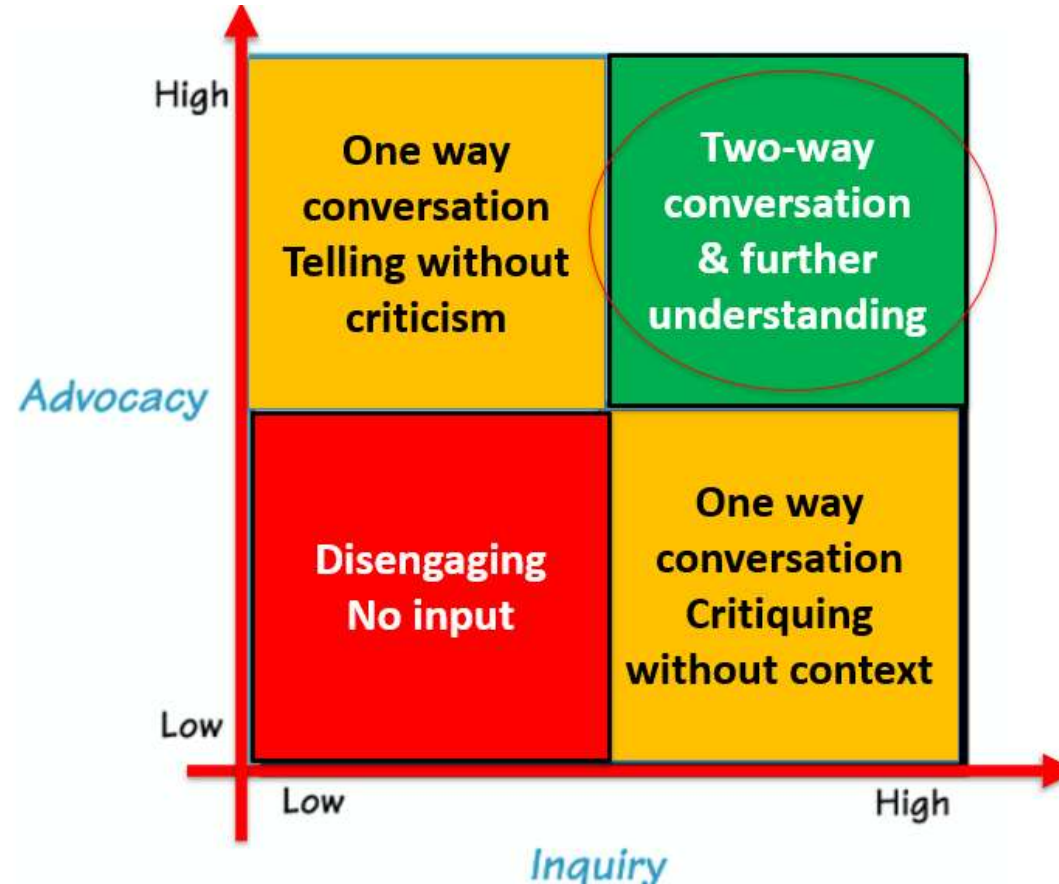 High
One way
conversation
Telling without
criticism
Two-way
conversation
& further
understanding
Advocacy
Disengaging
No input
One way
conversation
Critiquing
without context
Low
Low
High
Inquiry